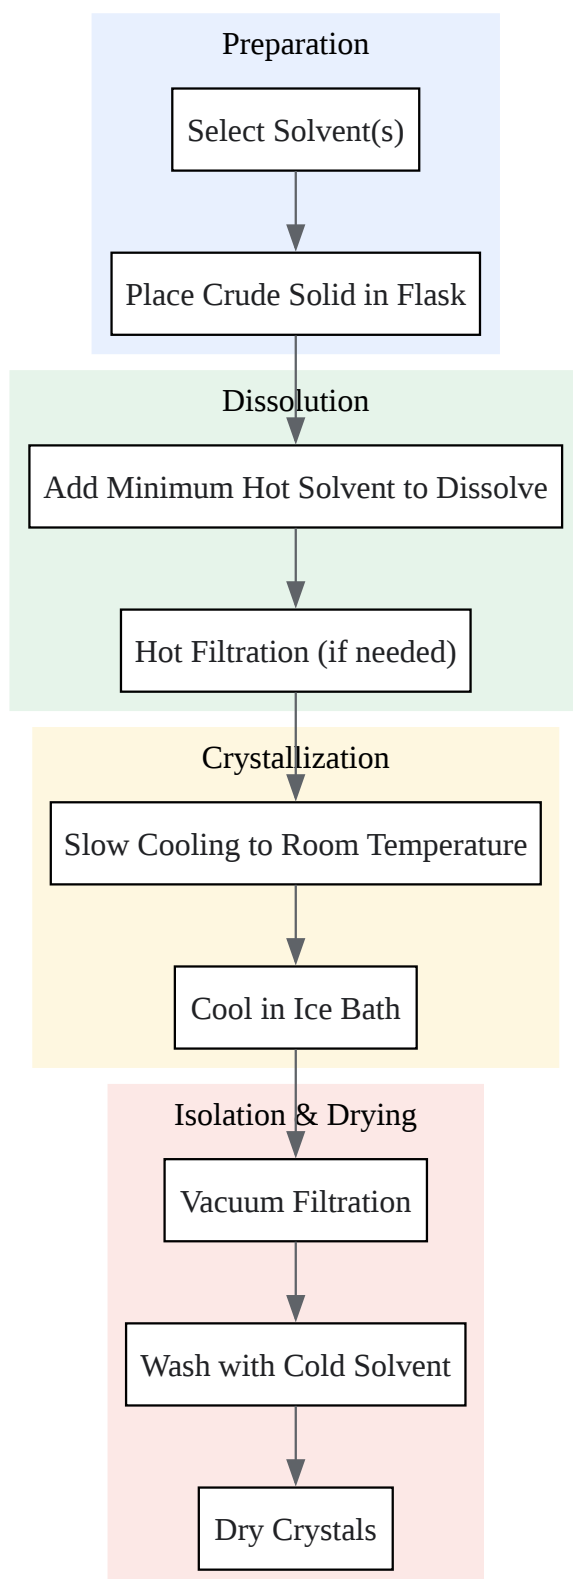 Preparation
Select Solvent(s)
Place Crude Solid in Flask
Dissolution
Add Minimum Hot Solvent to Dissolve
Hot Filtration (if needed)
Crystallization
Slow Cooling to Room Temperature
Cool in Ice Bath
Isolation & Drying
Vacuum Filtration
Wash with Cold Solvent
Dry Crystals